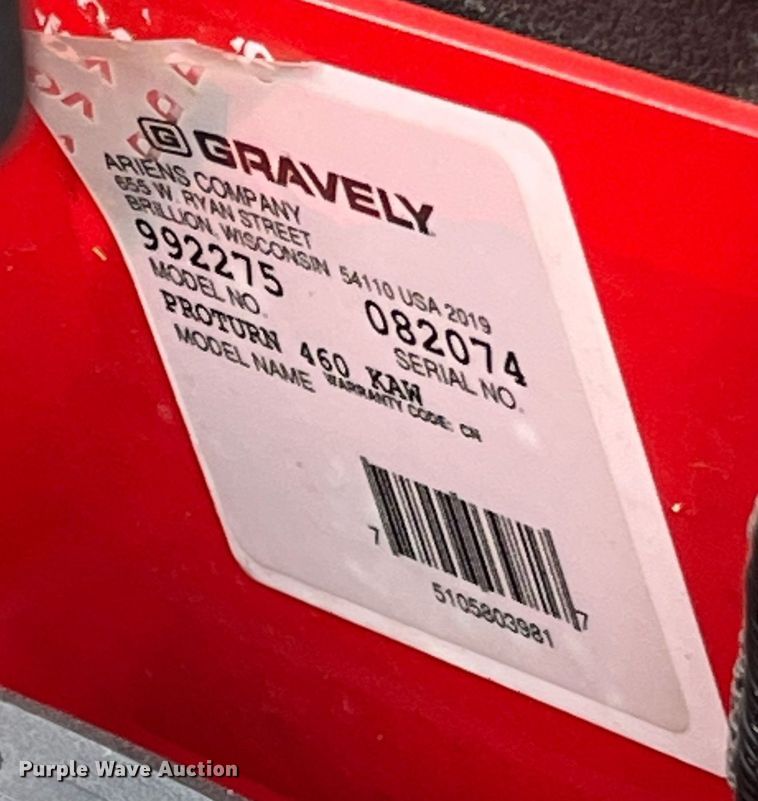 G GRAVELY
ARIENS COMPANY
655 W. RYAN STREET
BRILLION, WISCONSIN 54110 USA 2019
992275 082074
MODEL NO. SERIAL NO.
PROTURN 460 KAW
MODEL NAME WARRANTY CODE: CN
7 5105803981 7
Purple Wave Auction